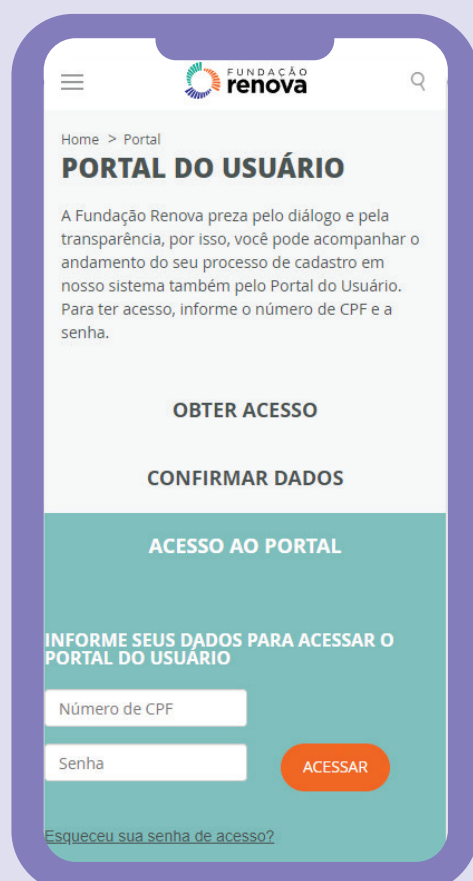 FUNDAÇÃO
renova
Home > Portal
PORTAL DO USUÁRIO
A Fundação Renova preza pelo diálogo e pela
transparência, por isso, você pode acompanhar o
andamento do seu processo de cadastro em
nosso sistema também pelo Portal do Usuário.
Para ter acesso, informe o número de CPF e a
senha.
OBTER ACESSO
CONFIRMAR DADOS
ACESSO AO PORTAL
INFORME SEUS DADOS PARA ACESSAR O
PORTAL DO USUÁRIO
Número de CPF
Senha
ACESSAR
Esqueceu sua senha de acesso?